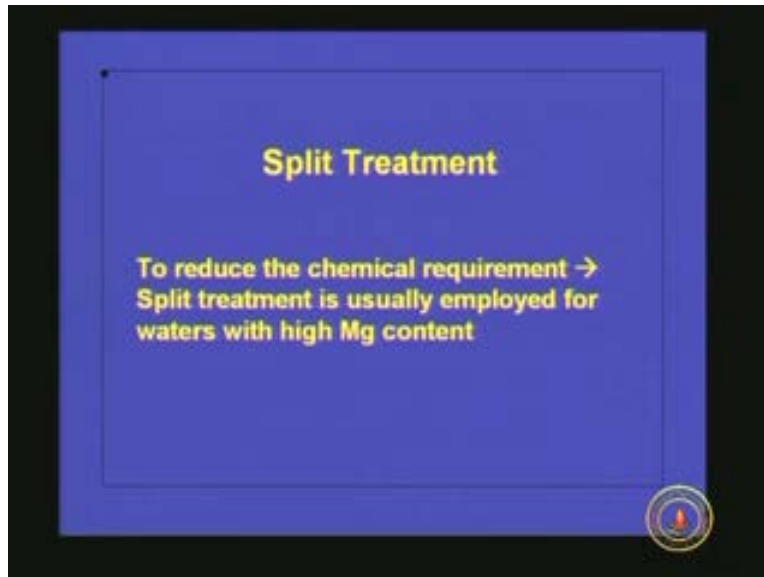 Split Treatment
To reduce the chemical requirement →
Split treatment is usually employed for
waters with high Mg content